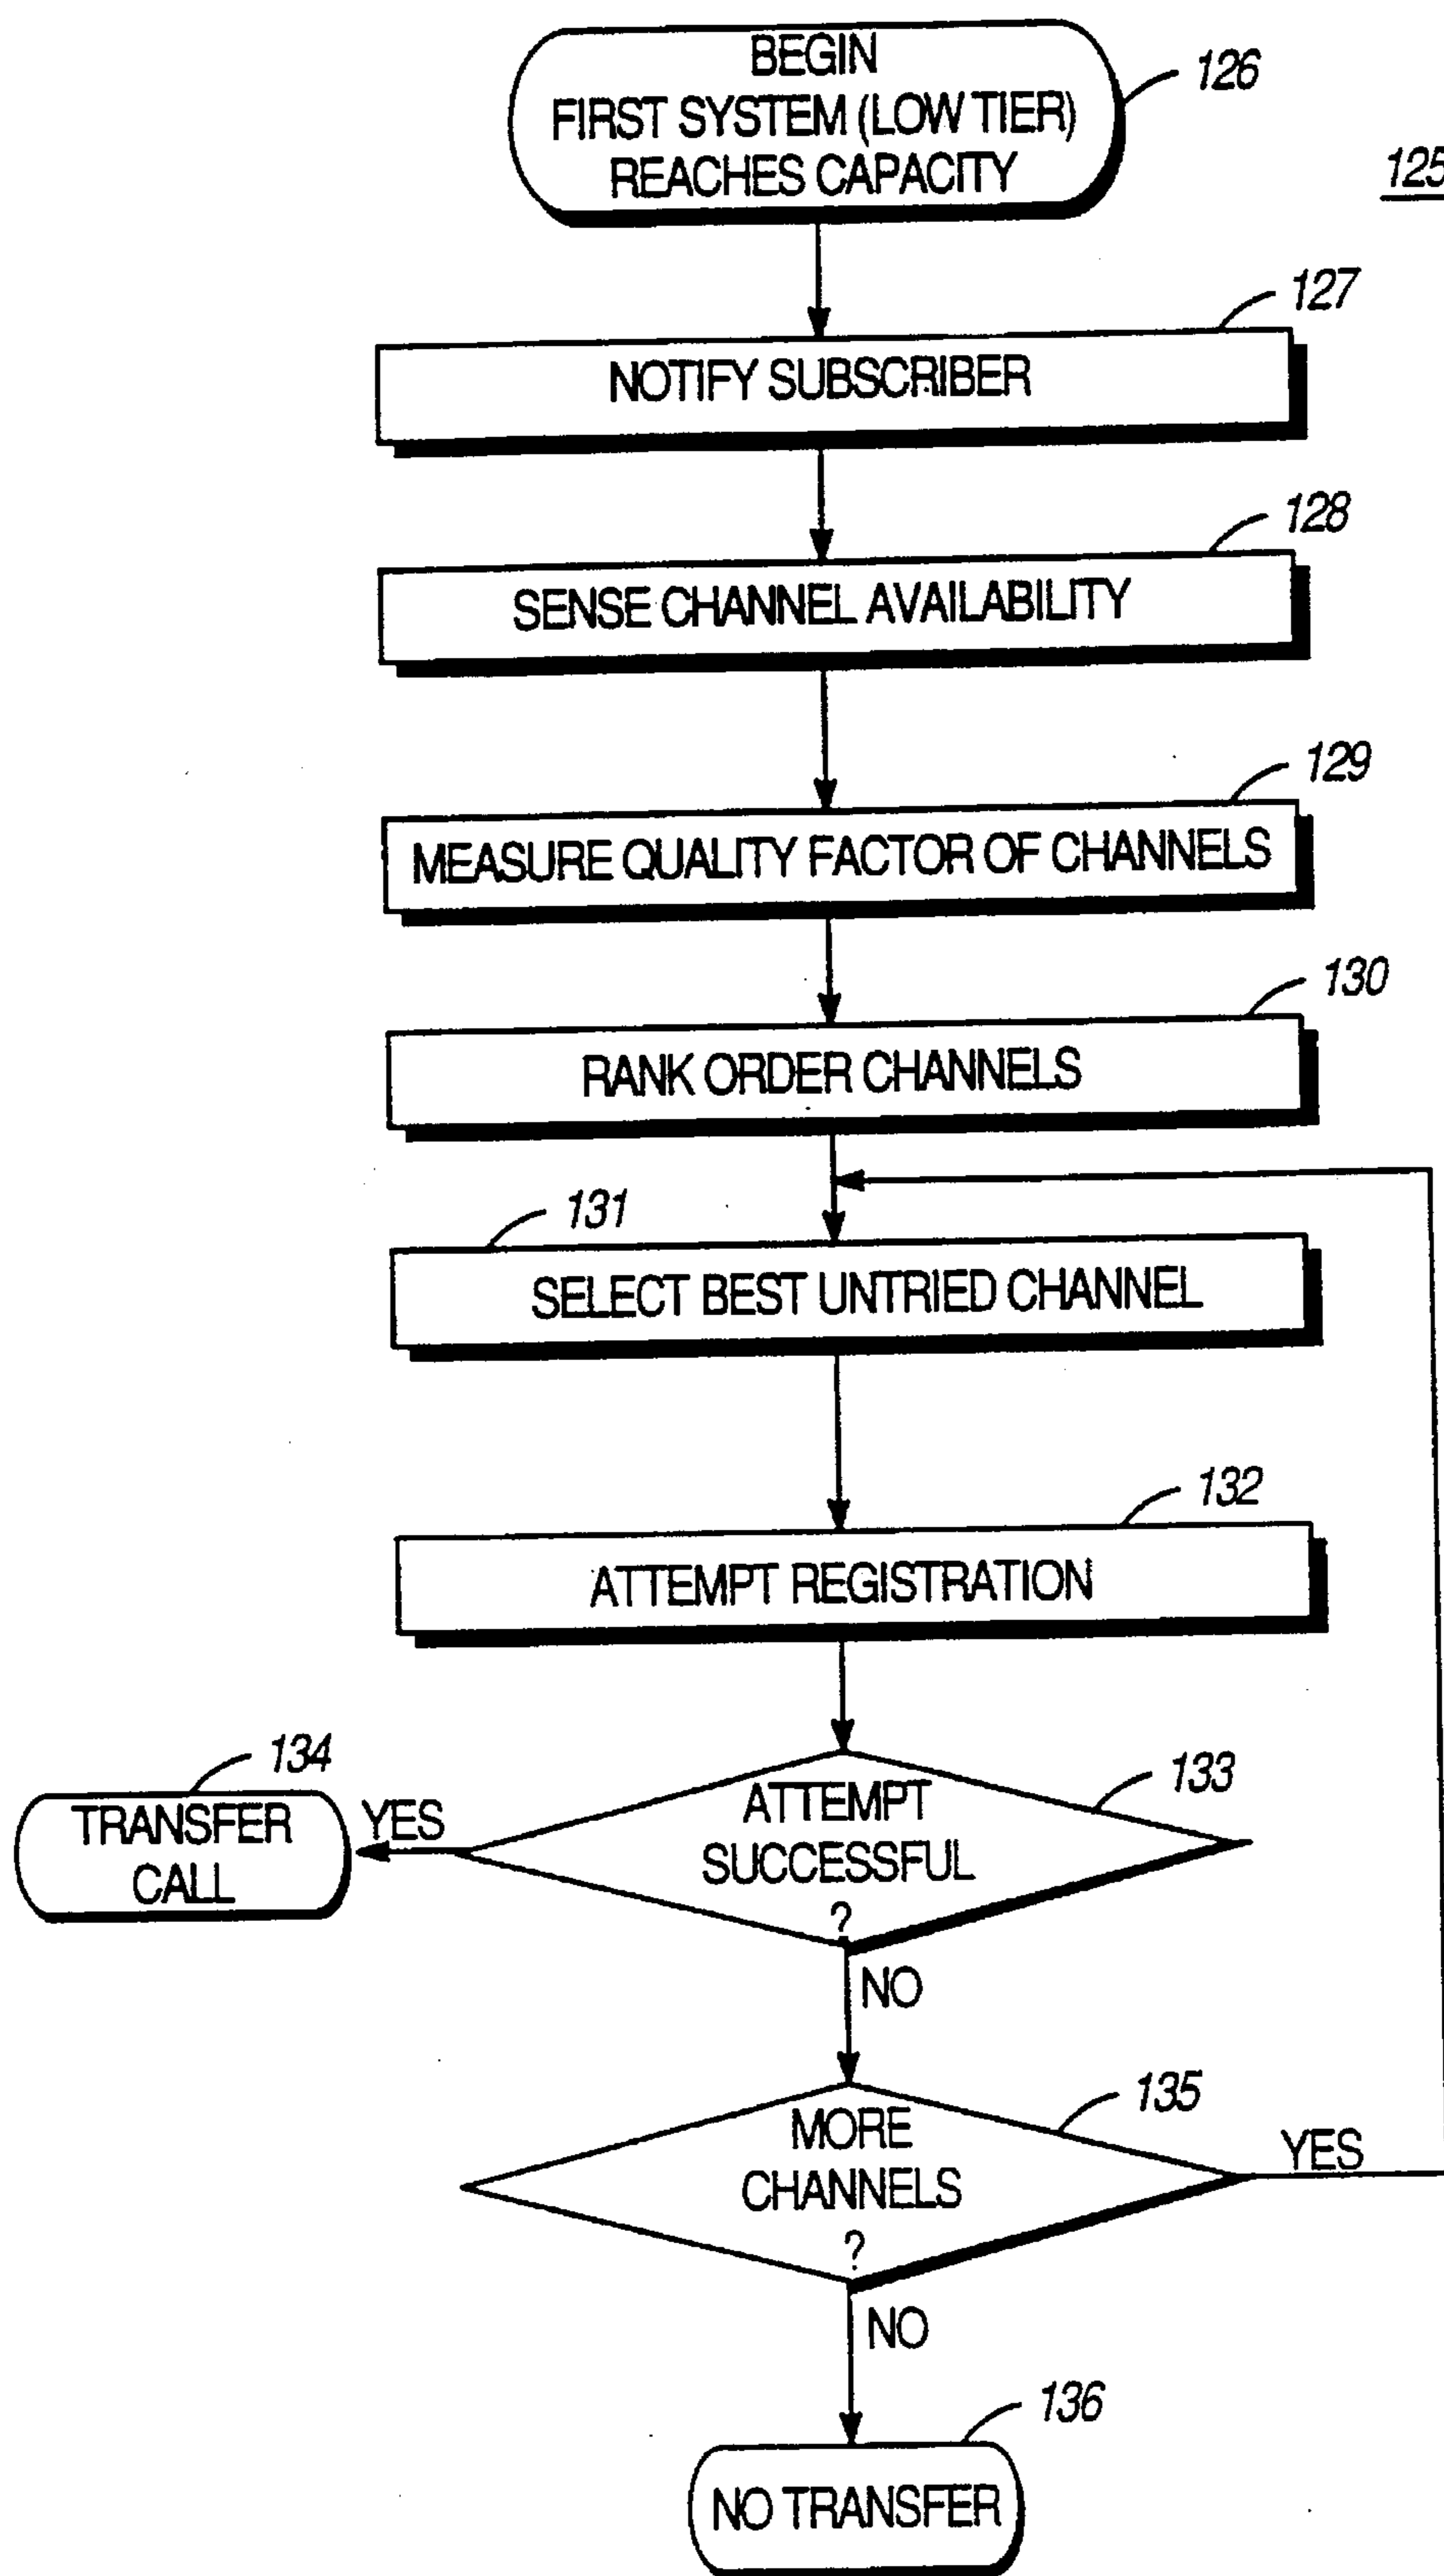 BEGIN
FIRST SYSTEM (LOW TIER)
REACHES CAPACITY
126
125
127
NOTIFY SUBSCRIBER
128
SENSE CHANNEL AVAILABILITY
129
MEASURE QUALITY FACTOR OF CHANNELS
130
RANK ORDER CHANNELS
131
SELECT BEST UNTRIED CHANNEL
132
ATTEMPT REGISTRATION
134
TRANSFER
CALL
YES
133
ATTEMPT
SUCCESSFUL
?
NO
135
MORE
CHANNELS
?
YES
NO
136
NO TRANSFER